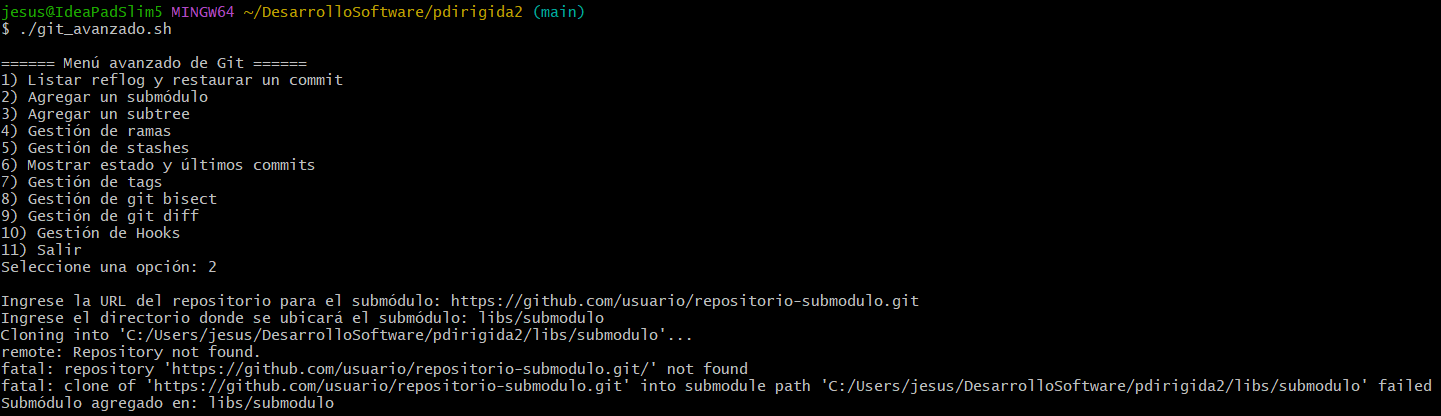 jesus@IdeaPadSlim5 MINGW64 ~/DesarrolloSoftware/pdirigida2 (main)
$ ./git_avanzado.sh
====== Menú avanzado de Git ======
1) Listar reflog y restaurar un commit
2) Agregar un submódulo
3) Agregar un subtree
4) Gestión de ramas
5) Gestión de stashes
6) Mostrar estado y últimos commits
7) Gestión de tags
8) Gestión de git bisect
9) Gestión de git diff
10) Gestión de Hooks
11) Salir
Seleccione una opción: 2
Ingrese la URL del repositorio para el submódulo: https://github.com/usuario/repositorio-submodulo.git
Ingrese el directorio donde se ubicará el submódulo: libs/submodulo
Cloning into 'C:/Users/jesus/DesarrolloSoftware/pdirigida2/libs/submodulo'...
remote: Repository not found.
fatal: repository 'https://github.com/usuario/repositorio-submodulo.git/' not found
fatal: clone of 'https://github.com/usuario/repositorio-submodulo.git' into submodule path 'C:/Users/jesus/DesarrolloSoftware/pdirigida2/libs/submodulo' failed
Submódulo agregado en: libs/submodulo